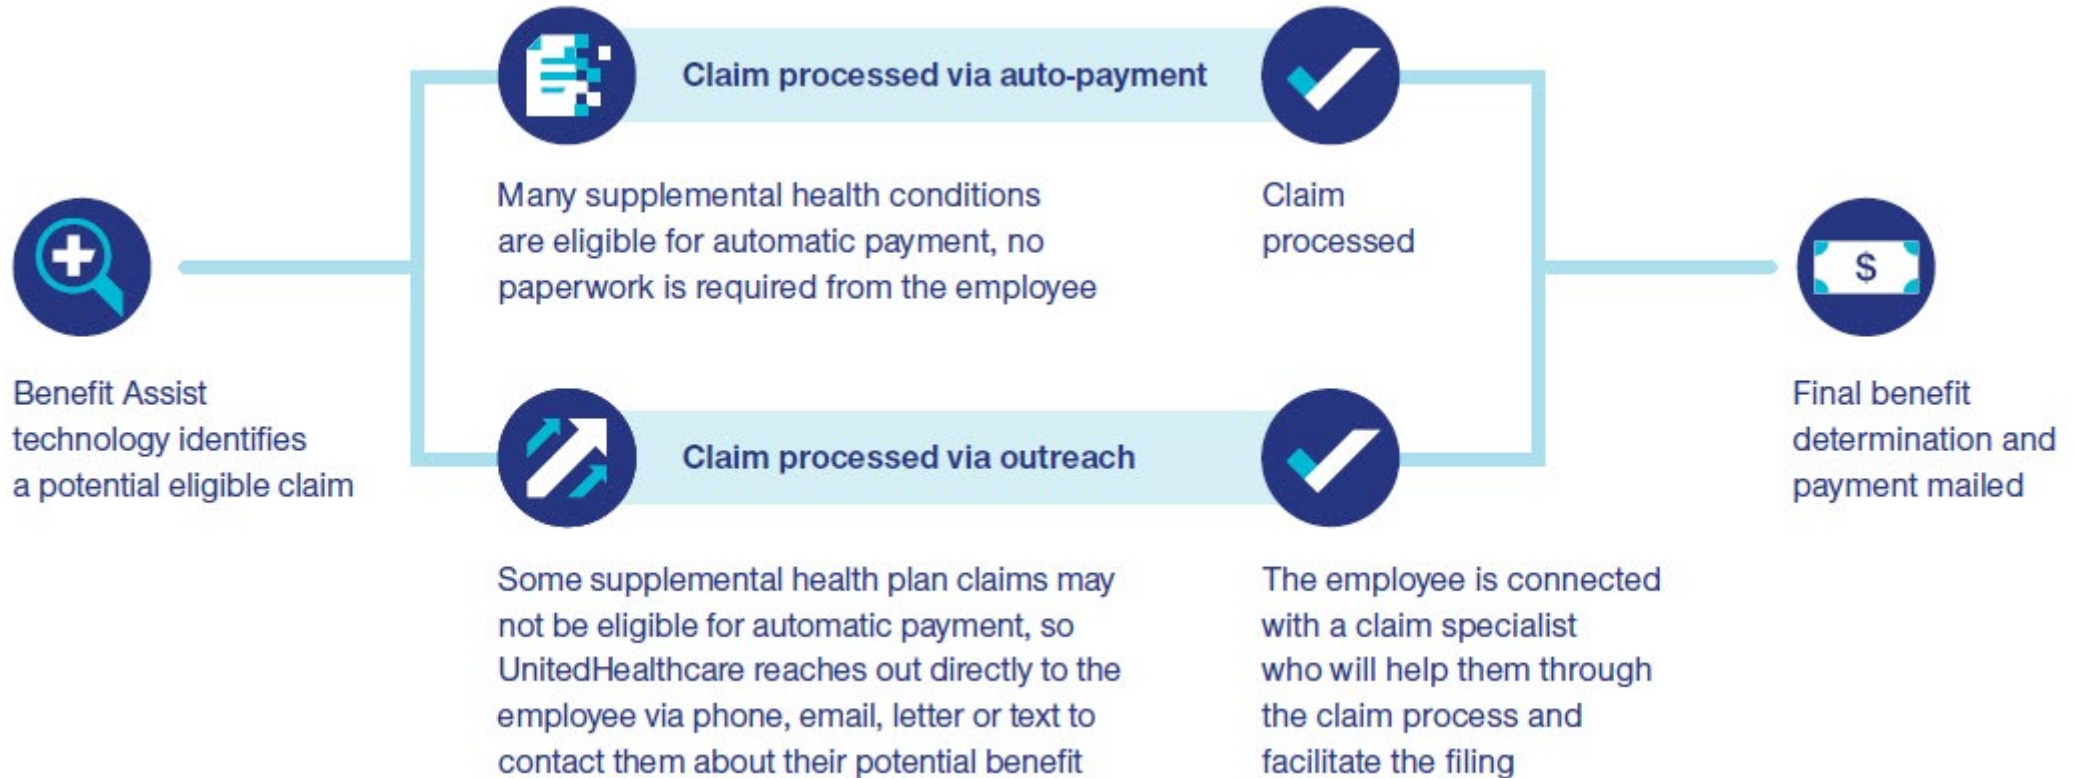 Benefit Assist
technology identifies
a potential eligible claim
Claim processed via auto-payment
Many supplemental health conditions
are eligible for automatic payment, no
paperwork is required from the employee
Claim
processed
Claim processed via outreach
Some supplemental health plan claims may
not be eligible for automatic payment, so
UnitedHealthcare reaches out directly to the
employee via phone, email, letter or text to
contact them about their potential benefit
The employee is connected
with a claim specialist
who will help them through
the claim process and
facilitate the filing
$
Final benefit
determination and
payment mailed